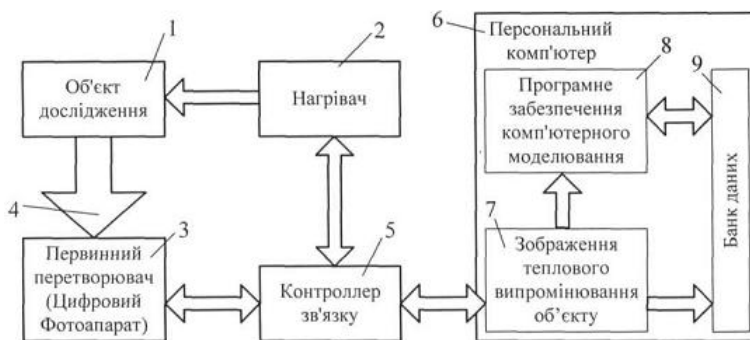 1
Об'єкт
дослідження
2
Нагрівач
4
3
Первинний
перетворювач
(Цифровий
Фотоапарат)
5
Контроллер
зв'язку
6
Персональний
комп'ютер
8
Програмне
забезпечення
комп'ютерного
моделювання
7
Зображення
теплового
випромінювання
об’єкту
9
Банк даних